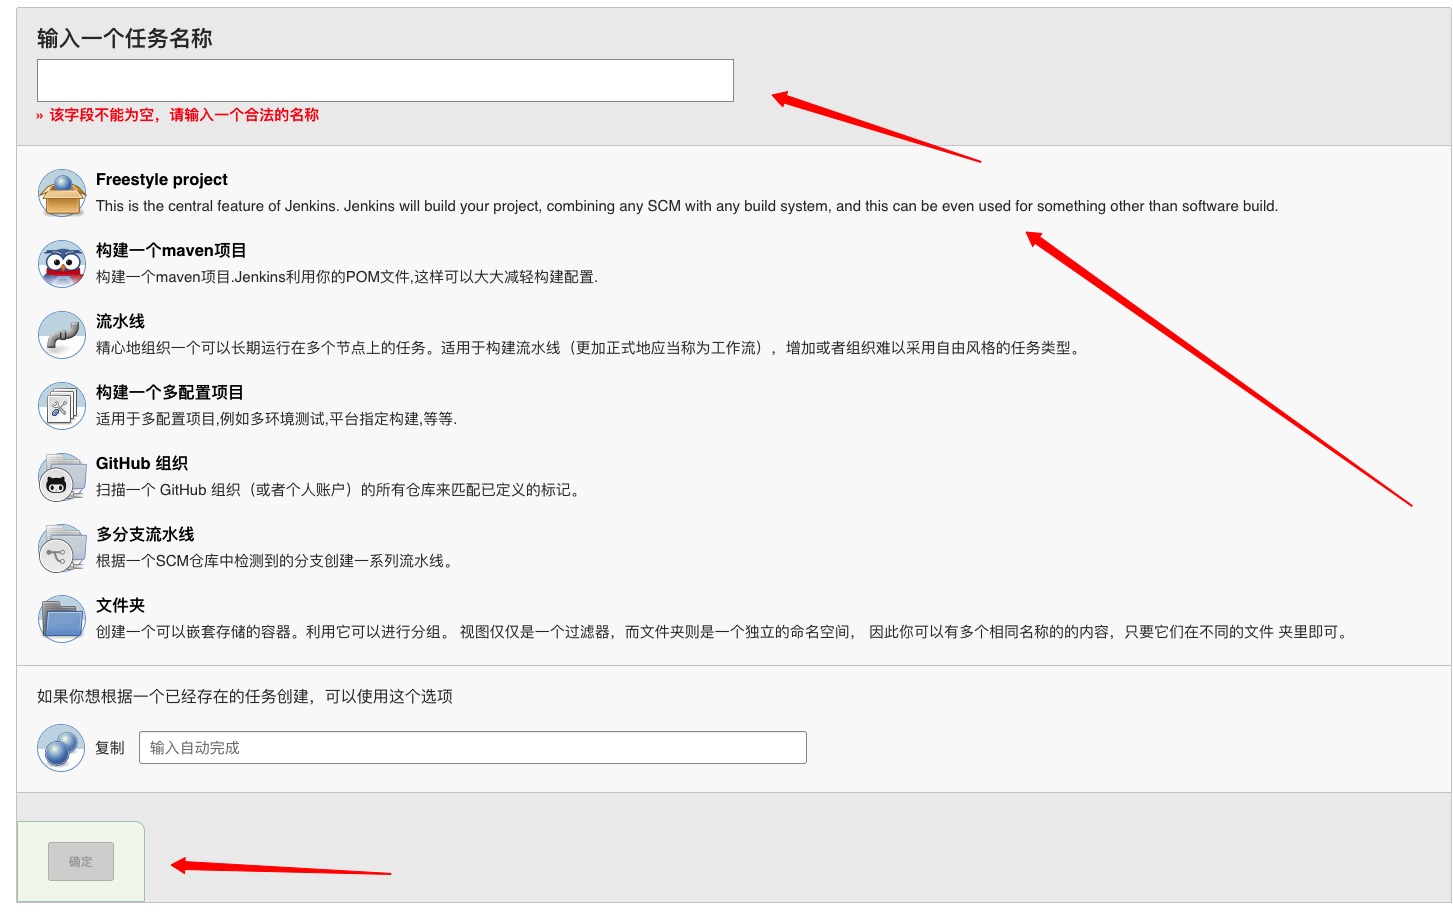 输入一个任务名称
» 该字段不能为空，请输入一个合法的名称
Freestyle project
This is the central feature of Jenkins. Jenkins will build your project, combining any SCM with any build system, and this can be even used for something other than software build.
构建一个maven项目
构建一个maven项目.Jenkins利用你的POM文件,这样可以大大减轻构建配置.
流水线
精心地组织一个可以长期运行在多个节点上的任务。适用于构建流水线（更加正式地应当称为工作流），增加或者组织难以采用自由风格的任务类型。
构建一个多配置项目
适用于多配置项目,例如多环境测试,平台指定构建,等等.
GitHub 组织
扫描一个 GitHub 组织（或者个人账户）的所有仓库来匹配已定义的标记。
多分支流水线
根据一个SCM仓库中检测到的分支创建一系列流水线。
文件夹
创建一个可以嵌套存储的容器。利用它可以进行分组。 视图仅仅是一个过滤器，而文件夹则是一个独立的命名空间， 因此你可以有多个相同名称的的内容，只要它们在不同的文件 夹里即可。
如果你想根据一个已经存在的任务创建，可以使用这个选项
复制 输入自动完成
确定